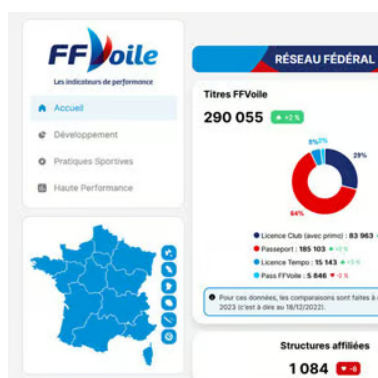 FFVoile
Les indicateurs de performance
Accueil
Développement
Pratiques Sportives
Haute Performance
RÉSEAU FÉDÉRAL
Titres FFVoile
290 055
+2 %
5%
2%
29%
64%
Licence Club (avec primo) : 83 963
Passeport : 185 103
Licence Tempo : 15 143
Pass FFVoile : 5 846
Pour ces données, les comparaisons sont faites à
2023 (c'est à dire au 18/12/2022).
Structures affiliées
1 084
-6